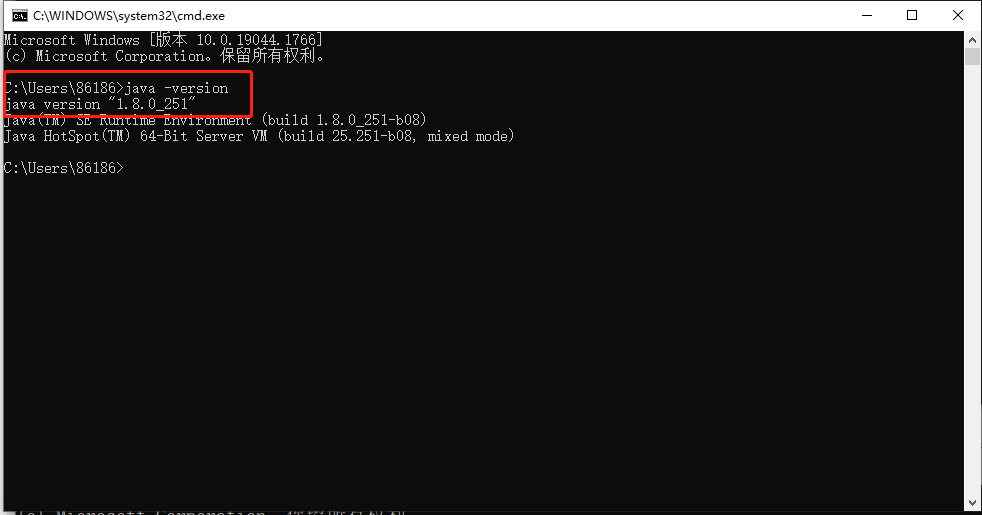 C:\WINDOWS\system32\cmd.exe
Microsoft Windows [版本 10.0.19044.1766]
(c) Microsoft Corporation。保留所有权利。
C:\Users\86186>java -version
java version "1.8.0_251"
Java(TM) SE Runtime Environment (build 1.8.0_251-b08)
Java HotSpot(TM) 64-Bit Server VM (build 25.251-b08, mixed mode)
C:\Users\86186>
(c) Microsoft Corporation